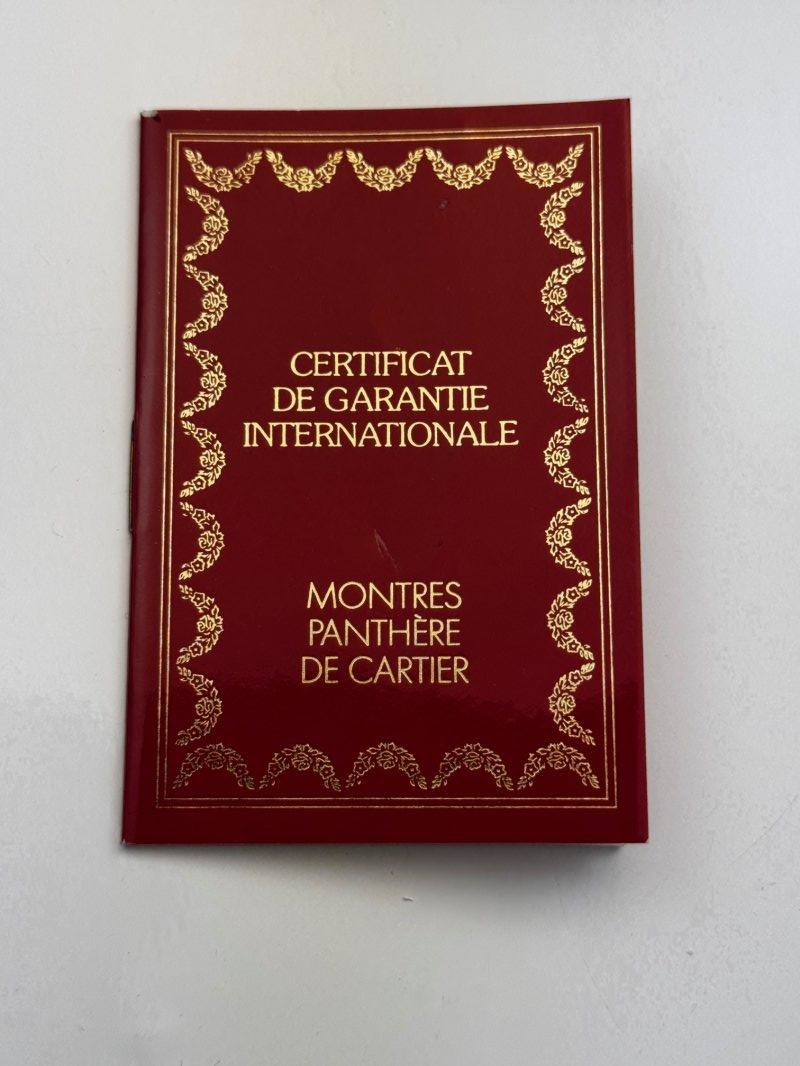 CERTIFICAT
DE GARANTIE
INTERNATIONALE
MONTRES
PANTHÈRE
DE CARTIER